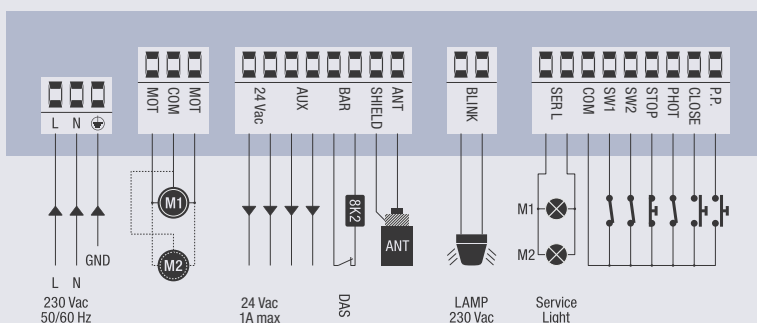 L N
MOT COM MOT
24 Vac AUX BAR SHIELD ANT
BLINK
SER L COM SW1 SW2 STOP PHOT CLOSE P.P.
M1
M2
8K2
ANT
M1
M2
GND
L N
230 Vac
50/60 Hz
24 Vac
1A max
DAS
LAMP
230 Vac
Service
Light